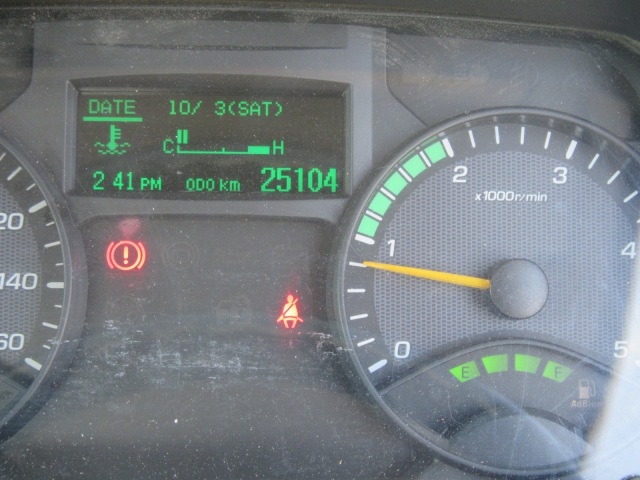 DATE 10/ 3(SAT)
C H
2 41 PM ODO km 25104
20
140
60
0
1
2
3
4
5
x1000r/min
E F
AdBlue